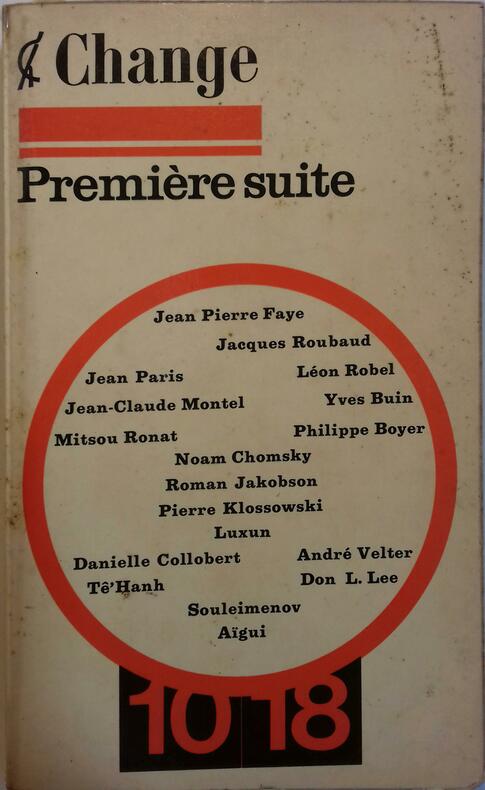 Change
Première suite
Jean Pierre Faye
Jacques Roubaud
Jean Paris
Léon Robel
Jean-Claude Montel
Yves Buin
Mitsou Ronat
Philippe Boyer
Noam Chomsky
Roman Jakobson
Pierre Klossowski
Luxun
Danielle Collobert
André Velter
Tê'Hanh
Don L. Lee
Souleimenov
Aïgui
10 18